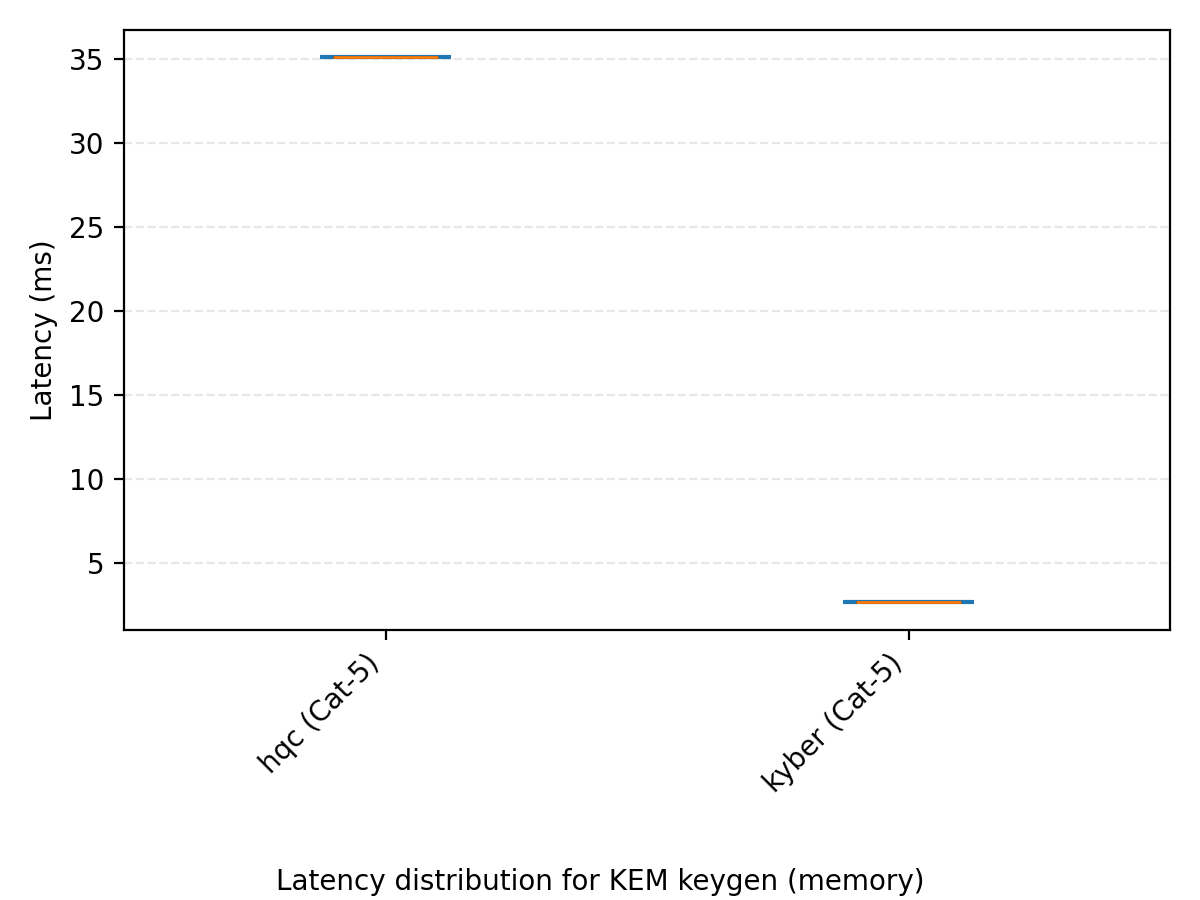 35
30
25
20
15
10
5
Latency (ms)
hqc (Cat-5)
kyber (Cat-5)
Latency distribution for KEM keygen (memory)